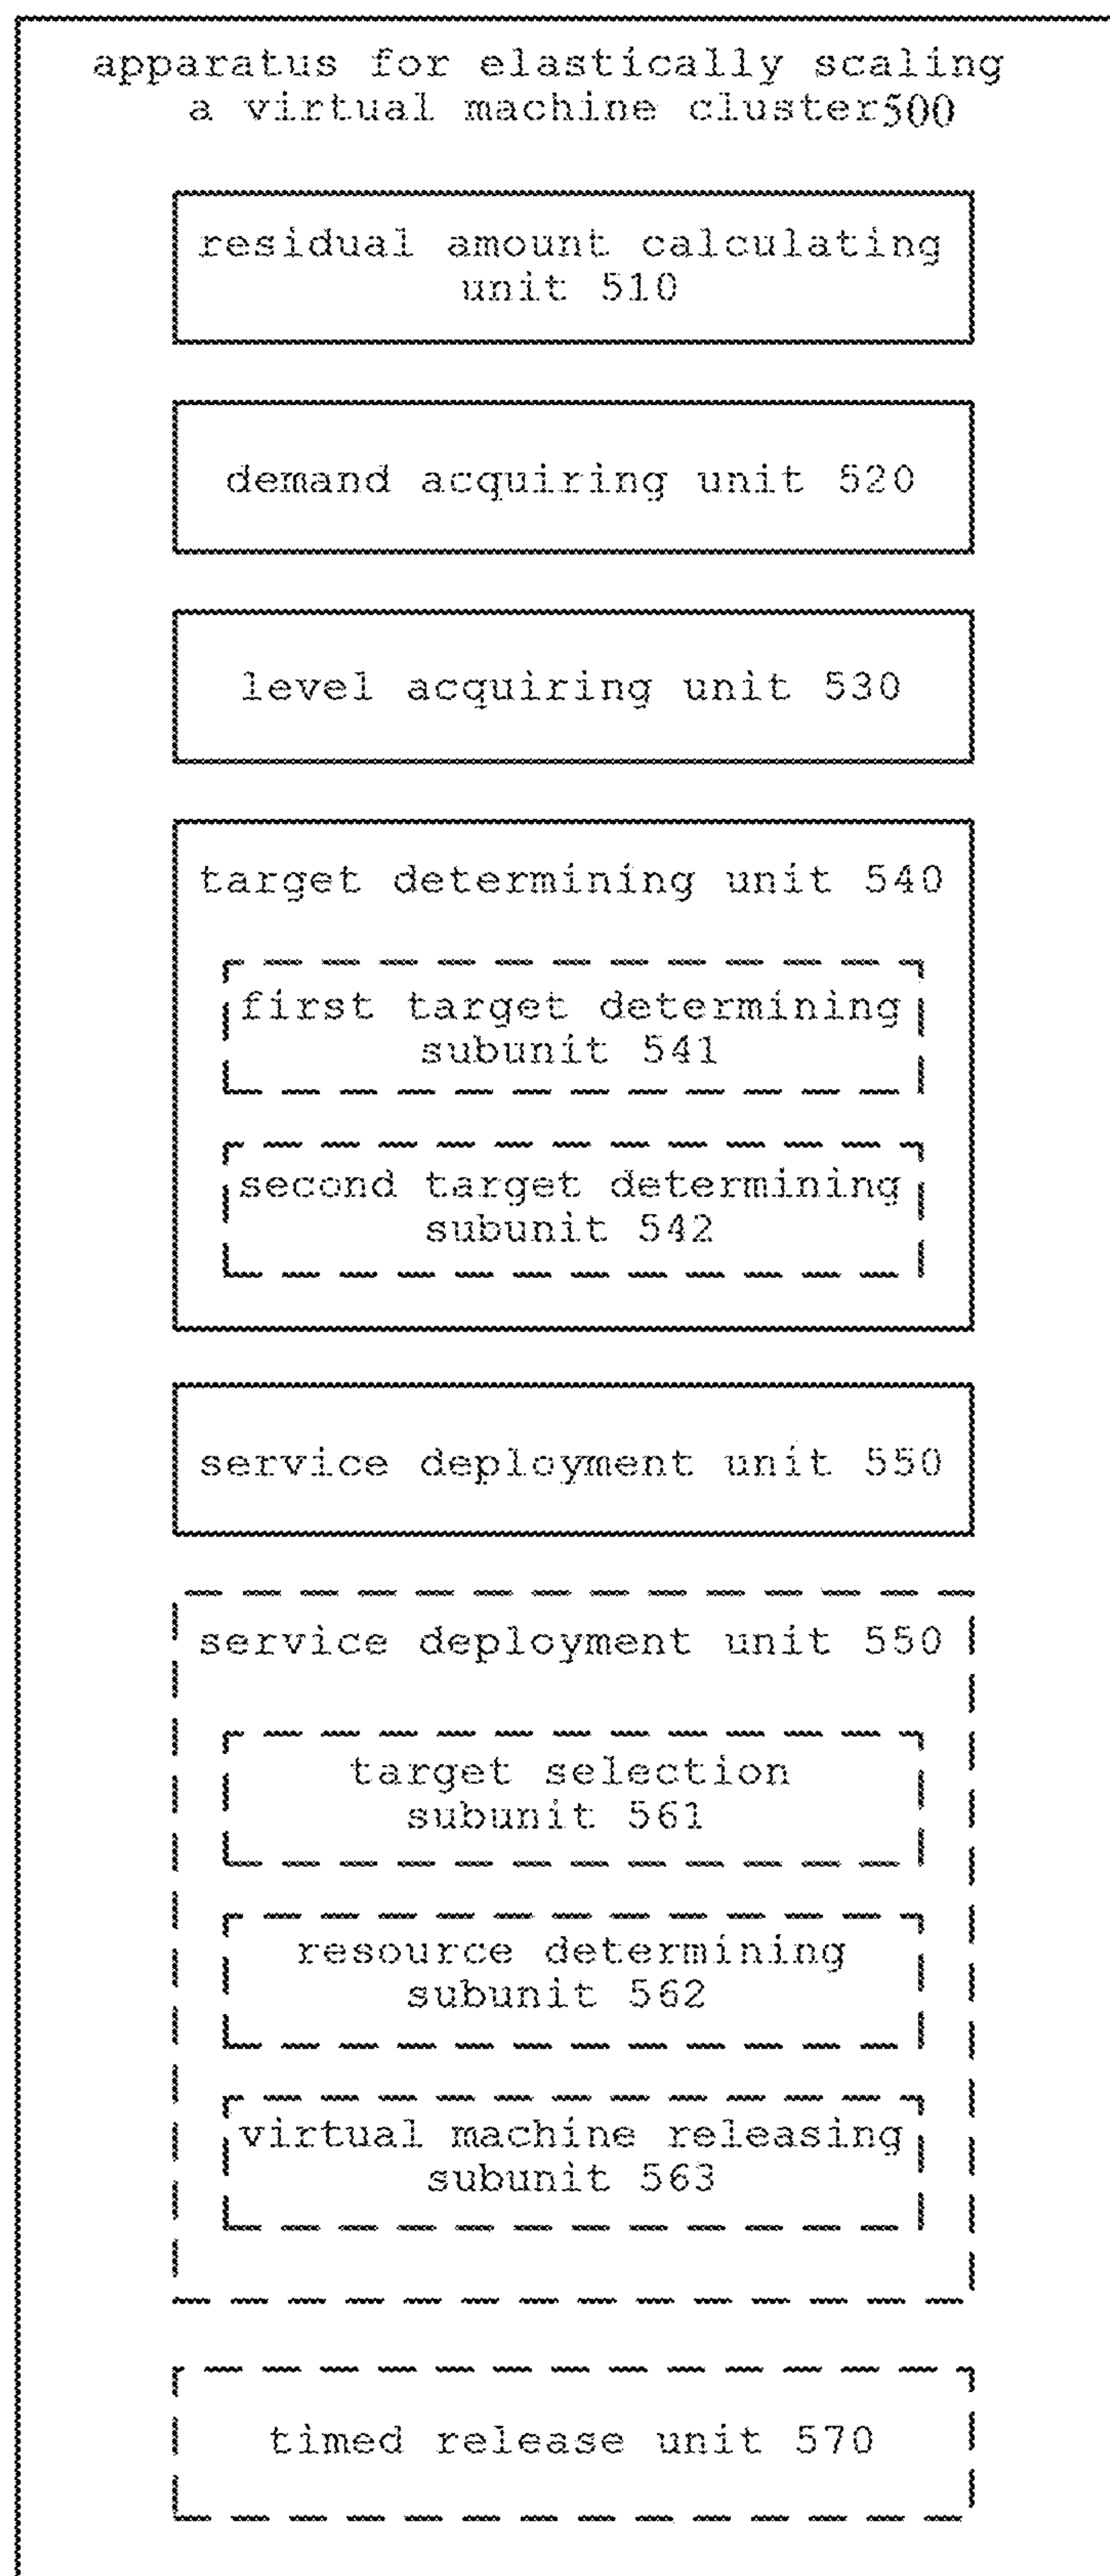 apparatus for elastically scaling
a virtual machine cluster500
residual amount calculating
unit 510
demand acquiring unit 520
level acquiring unit 530
target determining unit 540
first target determining
subunit 541
second target determining
subunit 542
service deployment unit 550
service deployment unit 550
target selection
subunit 561
resource determining
subunit 562
virtual machine releasing
subunit 563
timed release unit 570